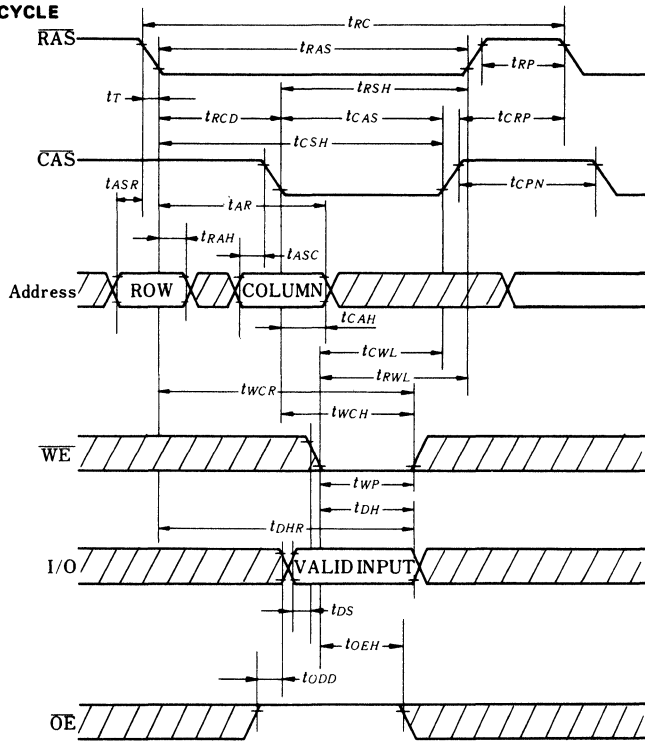 CYCLE
tRC
RAS
tRAS
tRP
tT
tRSH
tRCD
tCAS
tCRP
tCSH
CAS
tASR
tCPN
tAR
tRAH
tASC
Address
ROW
COLUMN
tCAH
tCWL
tRWL
tWCR
tWCH
WE
tWP
tDH
tDHR
I/O
VALID INPUT
tDS
tOEH
tODD
OE